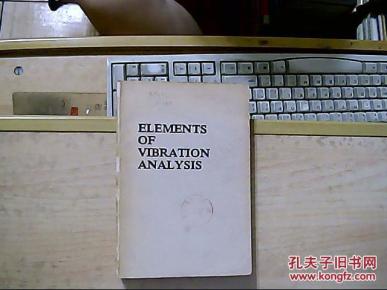 ELEMENTS
OF
VIBRATION
ANALYSIS
孔夫子旧书网
www.kongfz.com